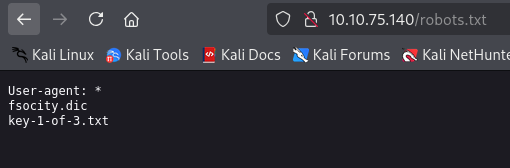 10.10.75.140/robots.txt
Kali Linux Kali Tools Kali Docs Kali Forums Kali NetHunte
User-agent: *
fsocity.dic
key-1-of-3.txt